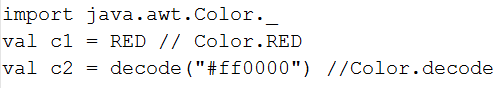 import java.awt.Color._
val c1 = RED // Color.RED
val c2 = decode("#ff0000") //Color.decode